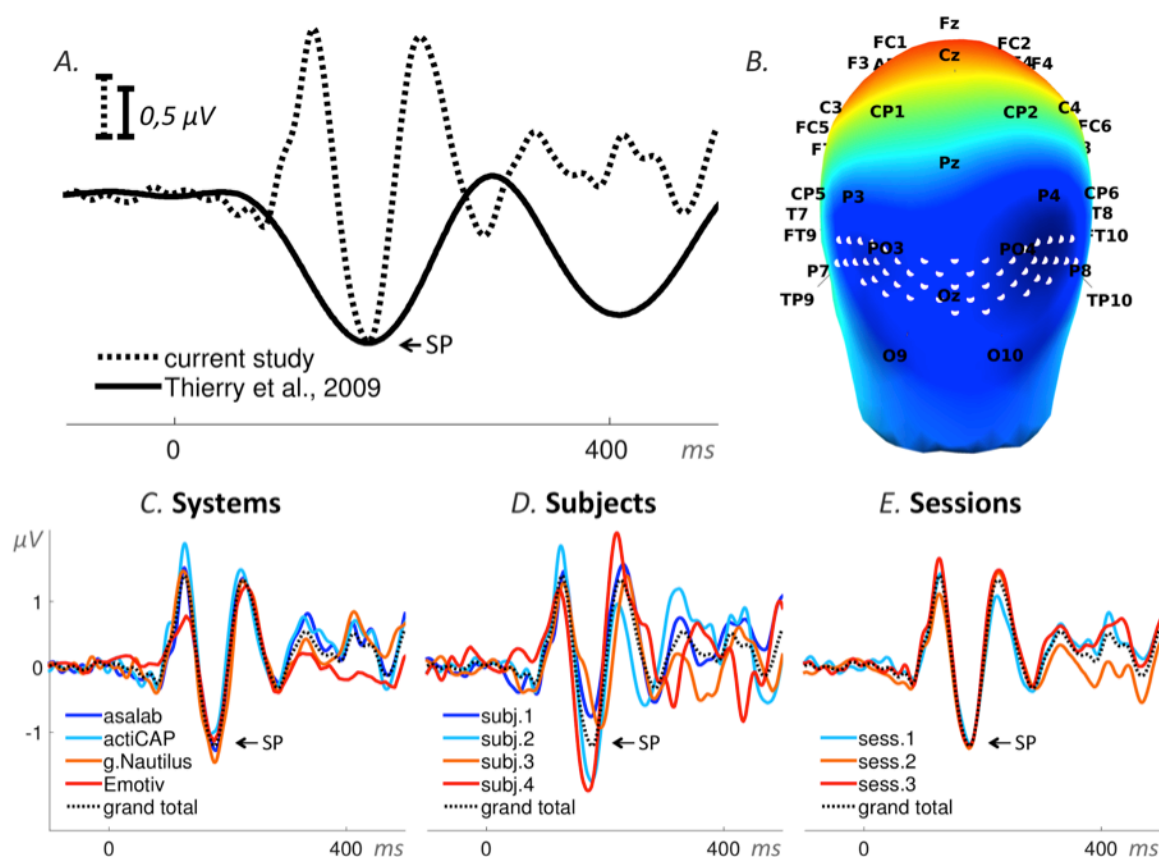 A.
0,5 µV
SP
current study
Thierry et al., 2009
0 400 ms
B.
Fz
FC1 FC2
Cz
F3 F4
C3 C4
CP1 CP2
FC5 FC6
Pz
CP5 P3 P4 CP6
T7 T8
FT9 FT10
PO3 PO4
P7 P8
TP9 Oz TP10
O9 O10
C. Systems
µV
1
0
-1
asalab
actiCAP
g.Nautilus
Emotiv
grand total
SP
0 400 ms
D. Subjects
subj.1
subj.2
subj.3
subj.4
grand total
SP
0 400 ms
E. Sessions
sess.1
sess.2
sess.3
grand total
SP
0 400 ms